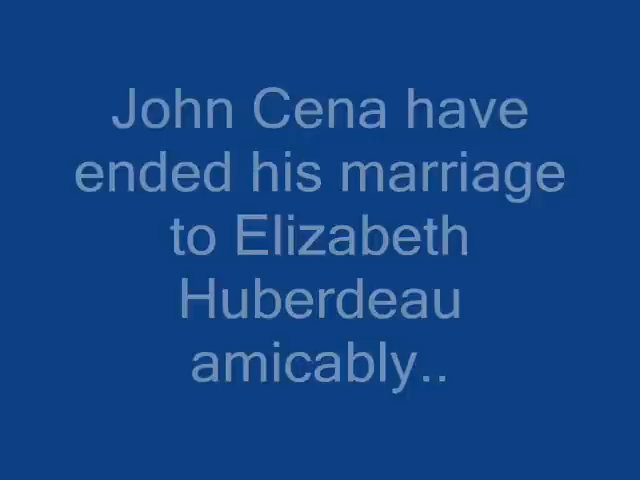 John Cena have
ended his marriage
to Elizabeth
Huberdeau
amicably..